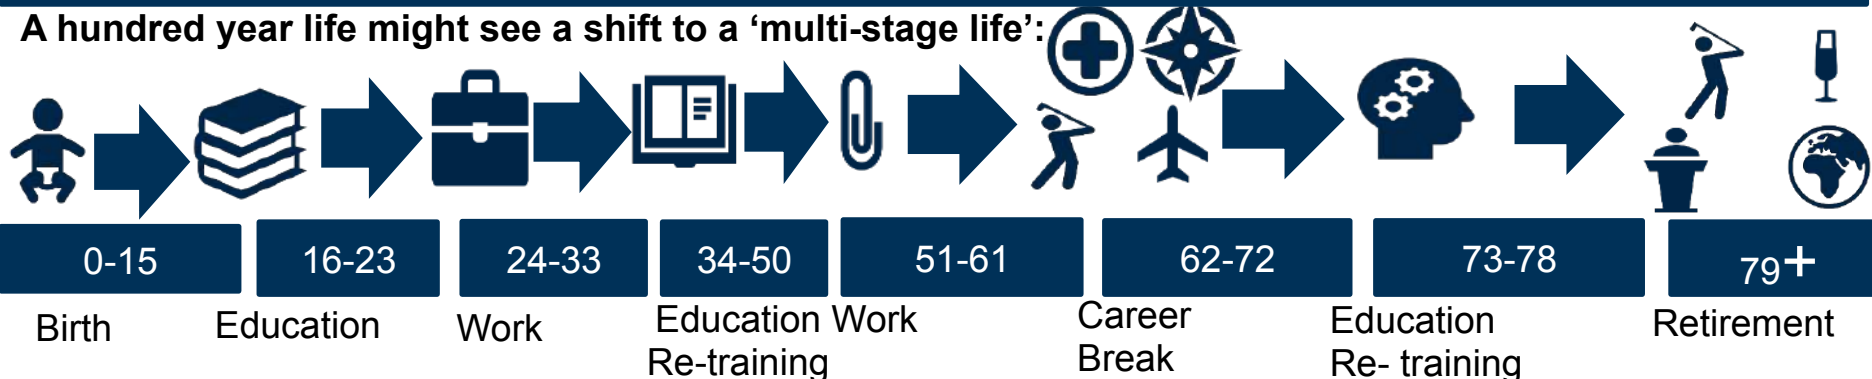 A hundred year life might see a shift to a ‘multi-stage life’:
0-15
16-23
24-33
34-50
51-61
62-72
73-78
79+
Birth
Education
Work
Education
Re-training
Work
Career
Break
Education
Re- training
Retirement